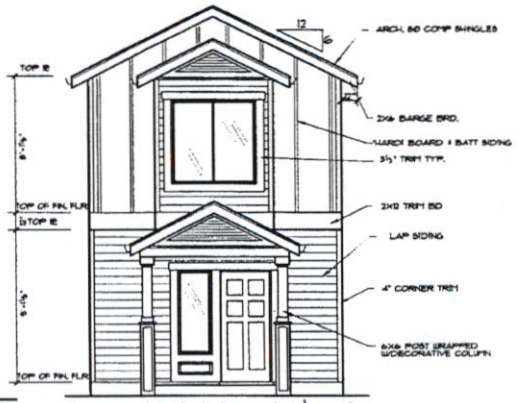 12
6
ARCH. 80 COMP SHINGLES
TOP PL
2X6 BARGE BRD.
HARDI BOARD & BATT SIDING
3½" TRIM TYP.
TOP OF FIN. FLR
TOP PL
2X12 TRIM BD
LAP SIDING
4" CORNER TRIM
6X6 POST WRAPPED
W/DECORATIVE COLUMN
TOP OF FIN. FLR